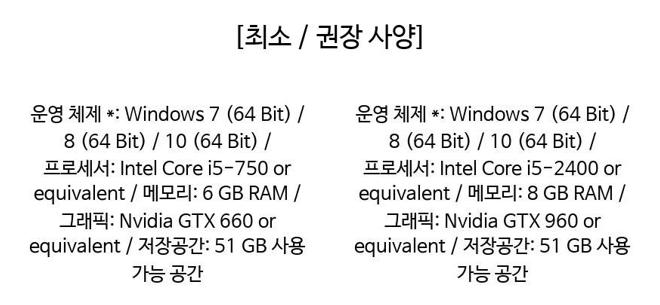 [최소 / 권장 사양]
운영 체제 *: Windows 7 (64 Bit) /
8 (64 Bit) / 10 (64 Bit) /
프로세서: Intel Core i5-750 or
equivalent / 메모리: 6 GB RAM /
그래픽: Nvidia GTX 660 or
equivalent / 저장공간: 51 GB 사용
가능 공간
운영 체제 *: Windows 7 (64 Bit) /
8 (64 Bit) / 10 (64 Bit) /
프로세서: Intel Core i5-2400 or
equivalent / 메모리: 8 GB RAM /
그래픽: Nvidia GTX 960 or
equivalent / 저장공간: 51 GB 사용
가능 공간